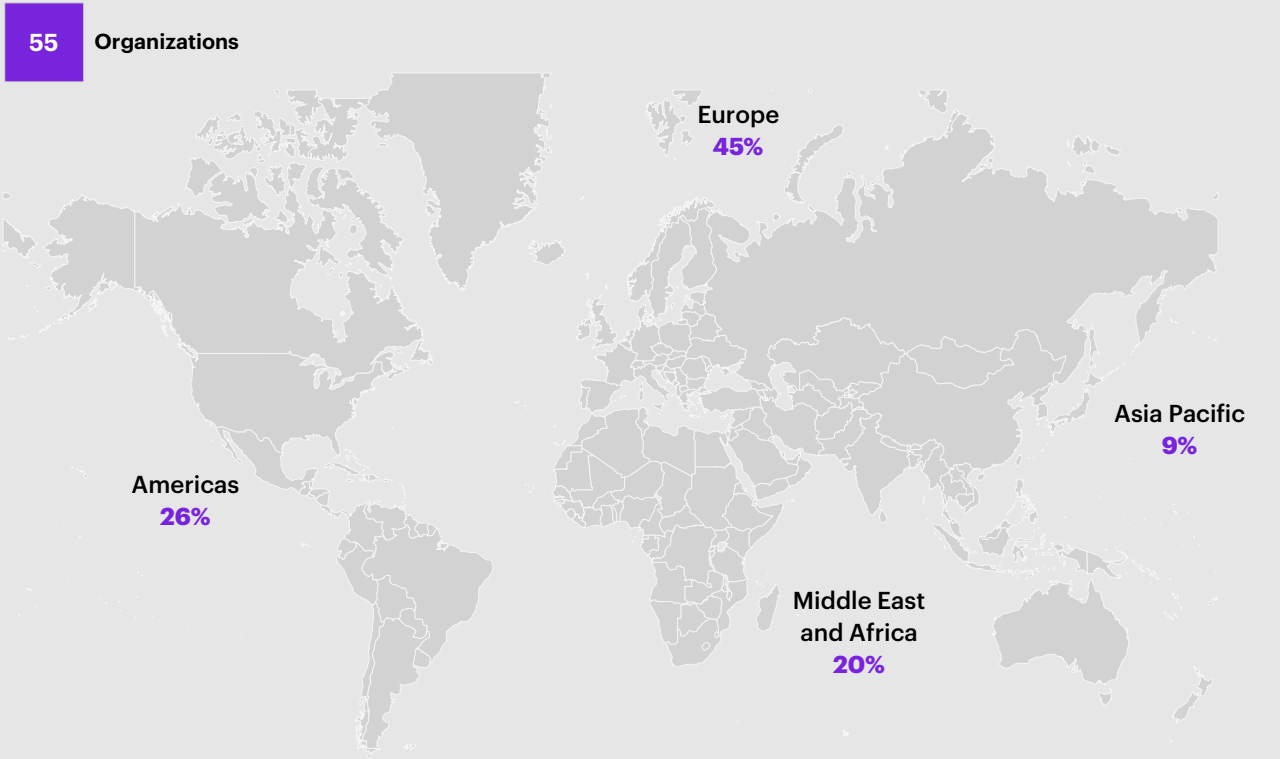 55
Organizations
Europe
45%
Asia Pacific
9%
Americas
26%
Middle East
and Africa
20%